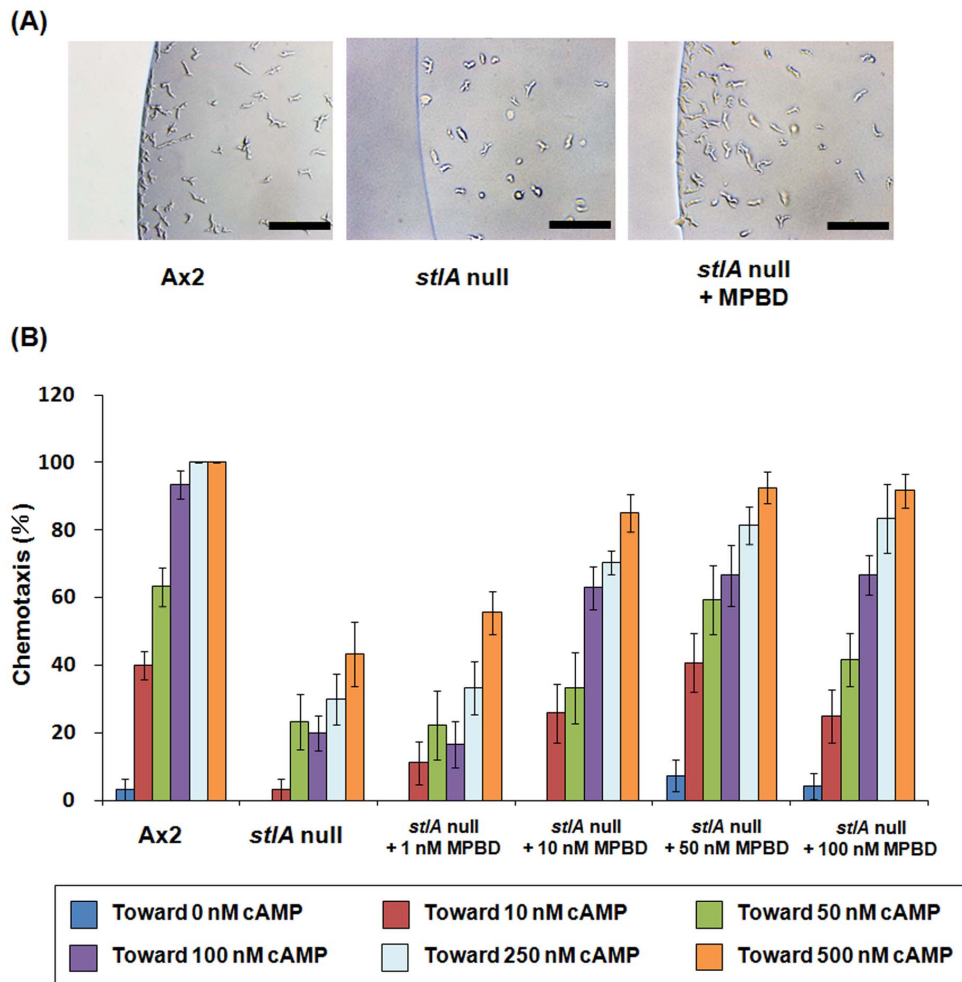 (A)
Ax2
stlA null
stlA null
+ MPBD
(B)
Chemotaxis (%)
120
100
80
60
40
20
0
Ax2
stlA null
stlA null
+ 1 nM MPBD
stlA null
+ 10 nM MPBD
stlA null
+ 50 nM MPBD
stlA null
+ 100 nM MPBD
Toward 0 nM cAMP
Toward 10 nM cAMP
Toward 50 nM cAMP
Toward 100 nM cAMP
Toward 250 nM cAMP
Toward 500 nM cAMP